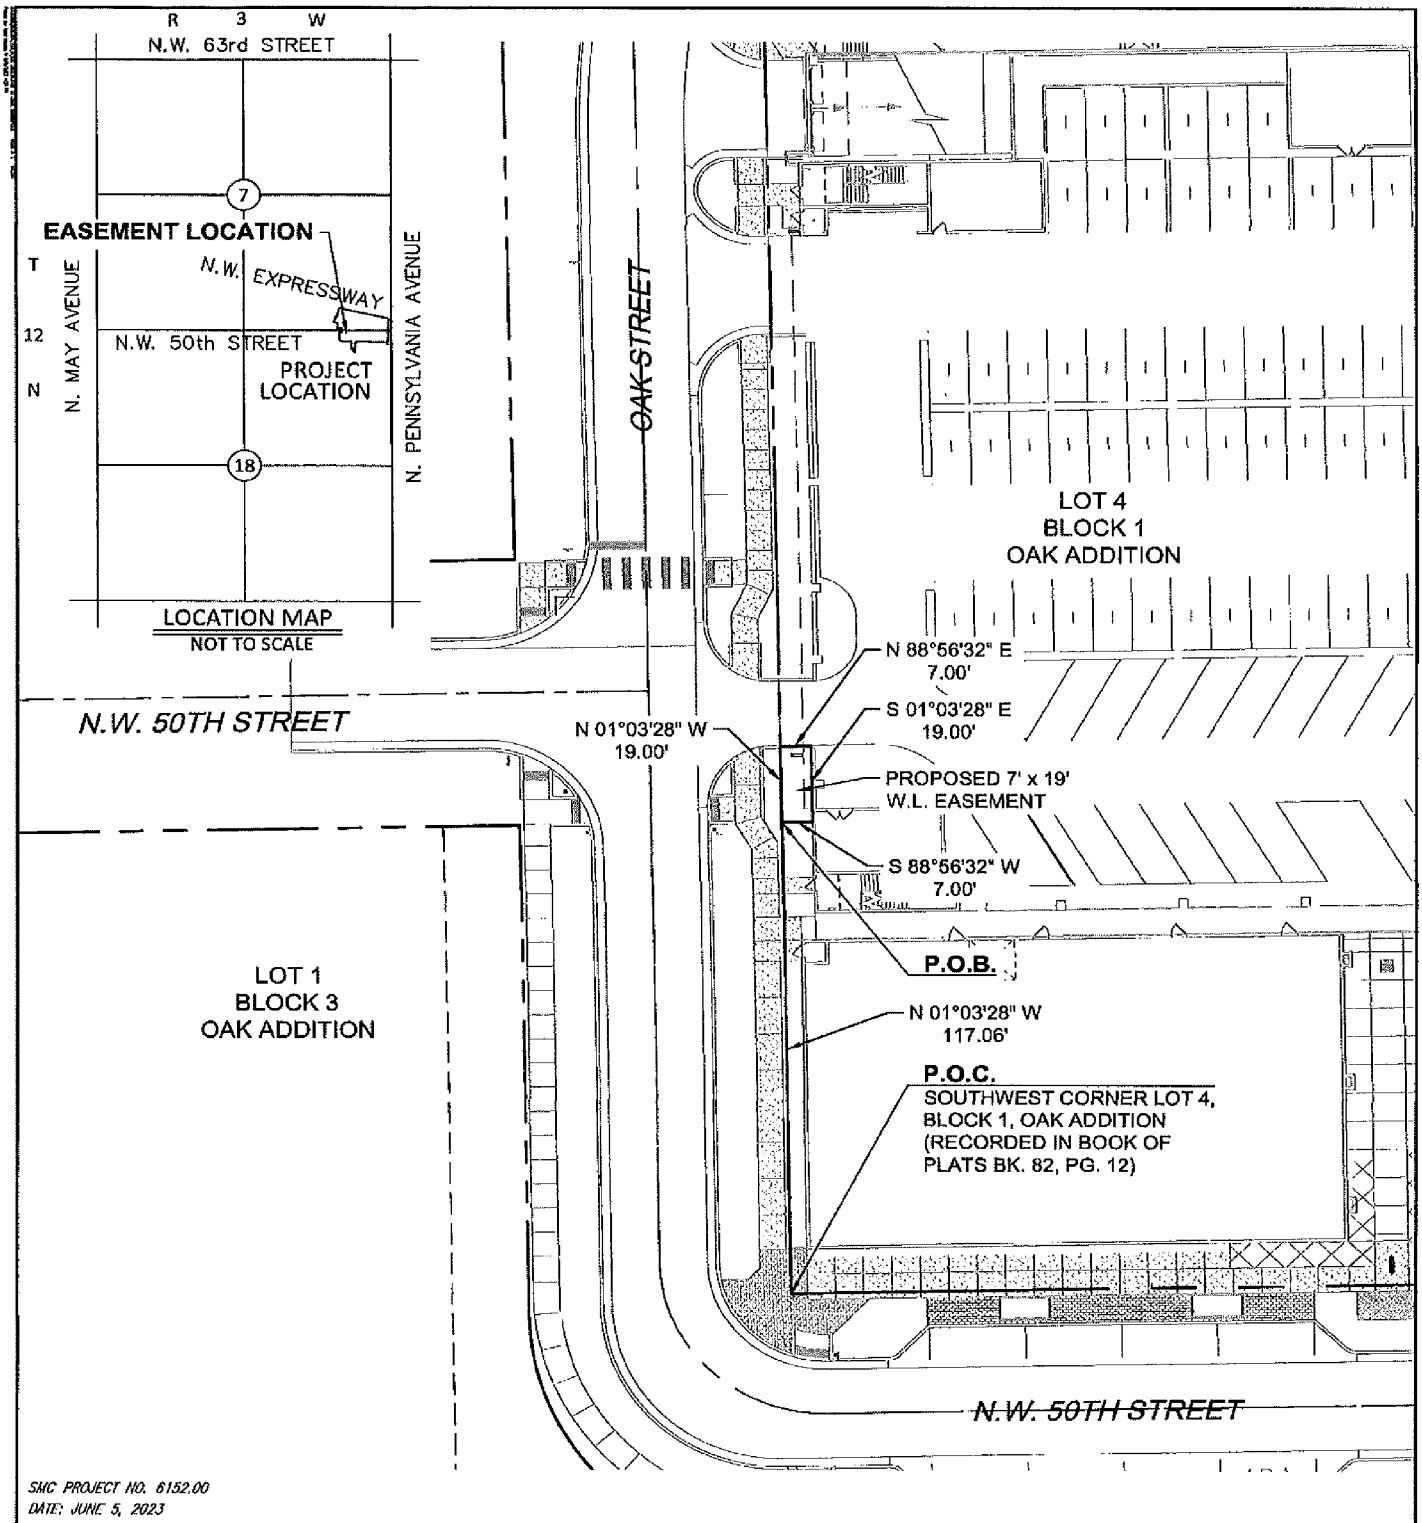 R 3 W
N.W. 63rd STREET
7
EASEMENT LOCATION
N.W. EXPRESSWAY
T
12
N
N. MAY AVENUE
N.W. 50th STREET
PROJECT
LOCATION
N. PENNSYLVANIA AVENUE
18
LOCATION MAP
NOT TO SCALE
OAK STREET
LOT 4
BLOCK 1
OAK ADDITION
N 88°56'32" E
7.00'
S 01°03'28" E
19.00'
N.W. 50TH STREET
N 01°03'28" W
19.00'
PROPOSED 7' x 19'
W.L. EASEMENT
S 88°56'32" W
7.00'
P.O.B.
LOT 1
BLOCK 3
OAK ADDITION
N 01°03'28" W
117.06'
P.O.C.
SOUTHWEST CORNER LOT 4,
BLOCK 1, OAK ADDITION
(RECORDED IN BOOK OF
PLATS BK. 82, PG. 12)
N.W. 50TH STREET
SMC PROJECT NO. 6152.00
DATE: JUNE 5, 2023